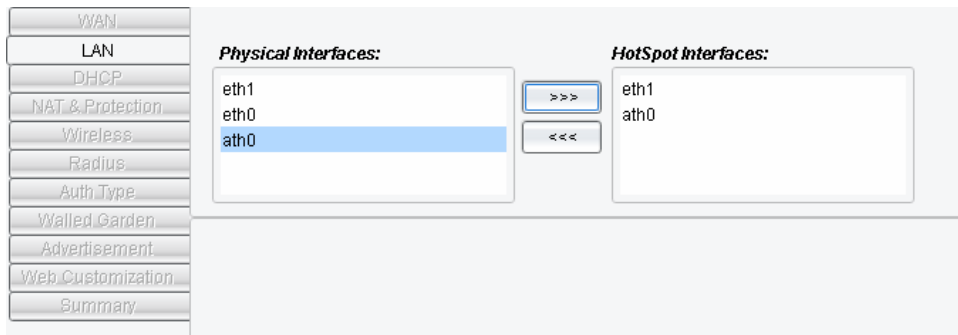 WAN
LAN
DHCP
NAT & Protection
Wireless
Radius
Auth Type
Walled Garden
Advertisement
Web Customization
Summary
Physical Interfaces:
eth1
eth0
ath0
>>>
<<<
HotSpot Interfaces:
eth1
ath0